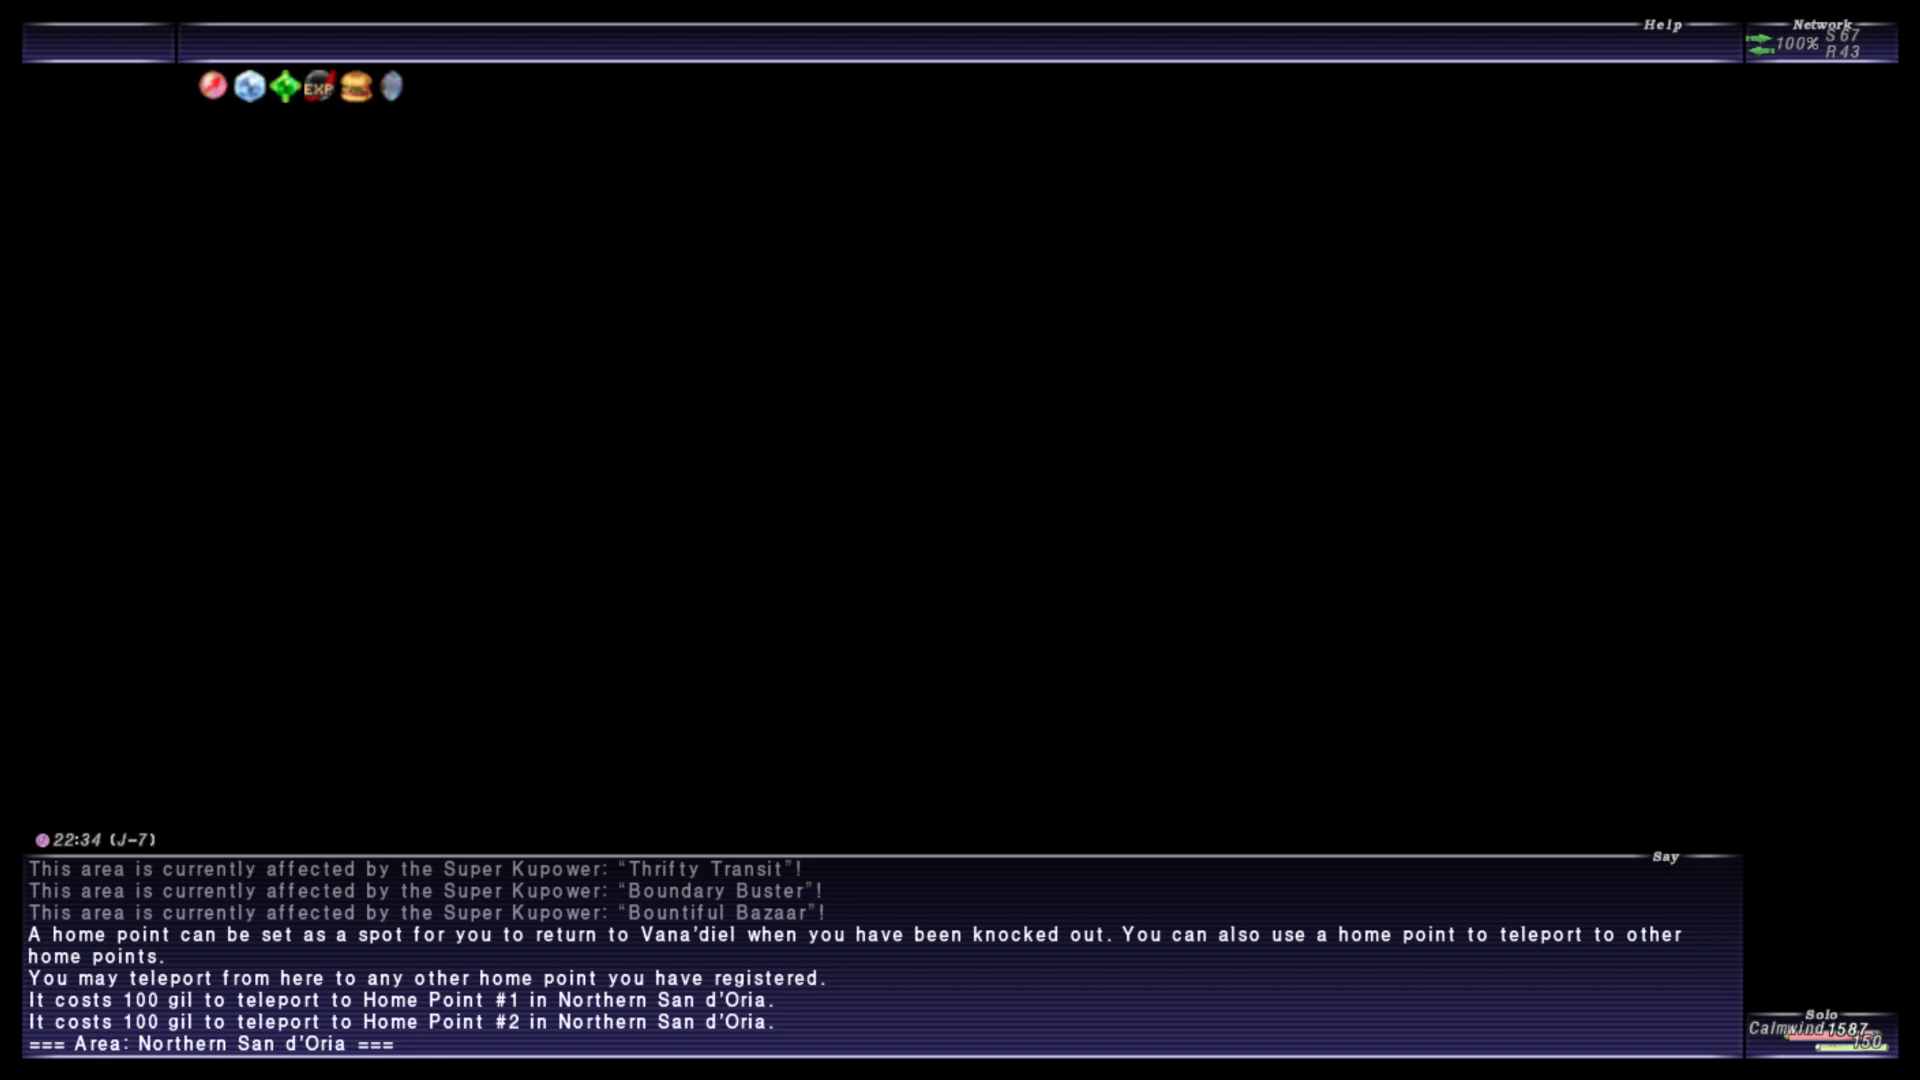 Help
Network
100% S 67
R 43
EXP
22:34 (J-7)
Say
This area is currently affected by the Super Kupower: “Thrifty Transit”!
This area is currently affected by the Super Kupower: “Boundary Buster”!
This area is currently affected by the Super Kupower: “Bountiful Bazaar”!
A home point can be set as a spot for you to return to Vana'diel when you have been knocked out. You can also use a home point to teleport to other
home points.
You may teleport from here to any other home point you have registered.
It costs 100 gil to teleport to Home Point #1 in Northern San d'Oria.
It costs 100 gil to teleport to Home Point #2 in Northern San d'Oria.
=== Area: Northern San d'Oria ===
Solo
Calmwind 1587
150